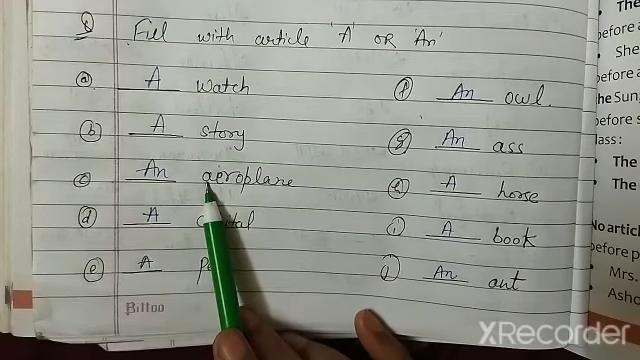 Q Fill with article 'A' OR 'An'
(a) A watch
(b) A story
(c) An aeroplane
(d) A
(e) A
(f) An owl.
(g) An ass
(h) A horse
(i) A book
(j) An ant
Bittoo
• The
before a
• She
before a
the Sun,
before s
lass :
• The
• The
No artic
before p
• Mrs.
Asho
XRecorder